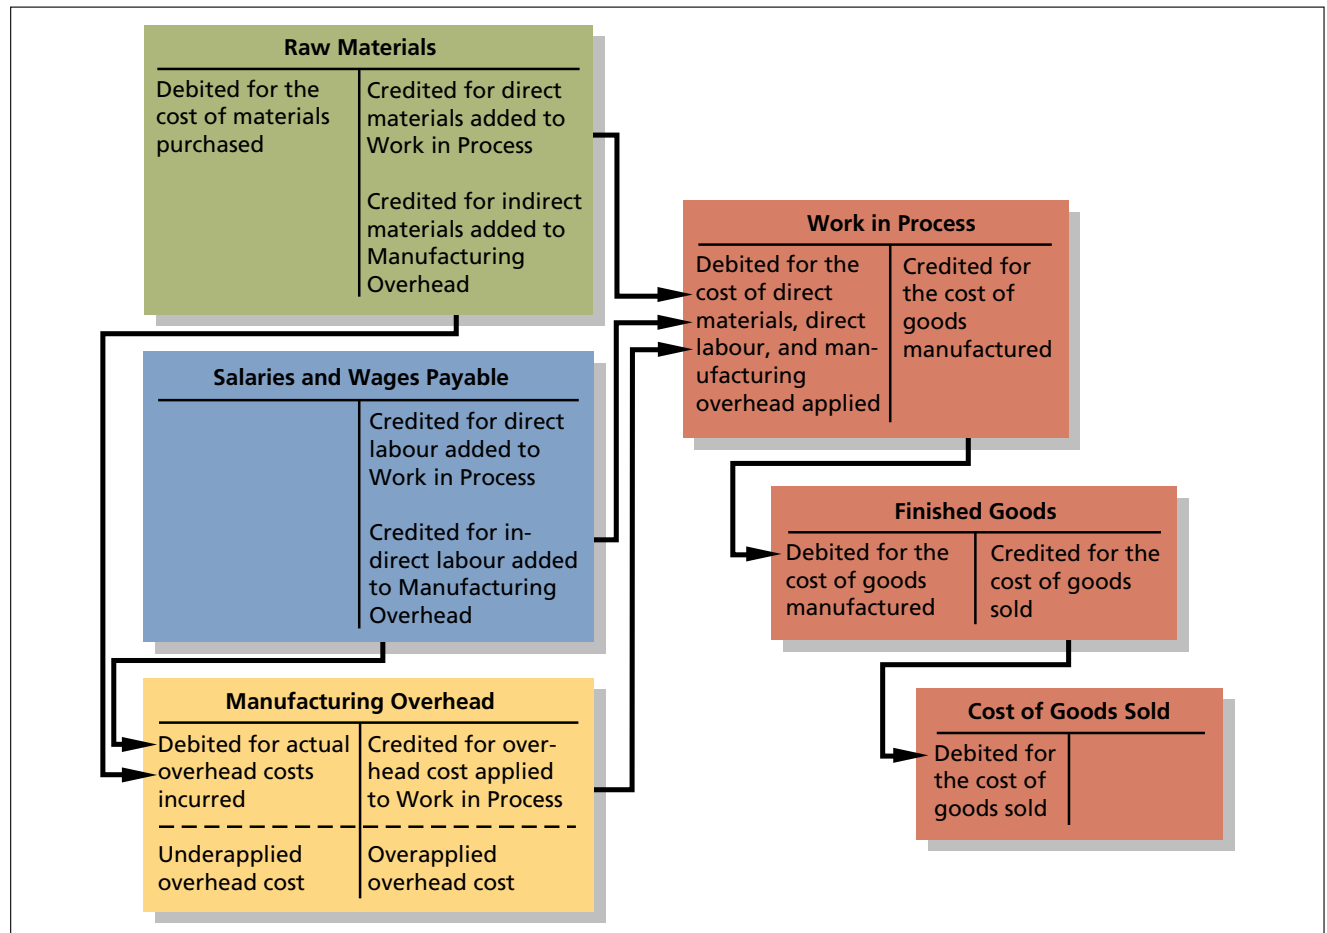 Raw Materials
Debited for the
cost of materials
purchased
Credited for direct
materials added to
Work in Process
Credited for indirect
materials added to
Manufacturing
Overhead
Salaries and Wages Payable
Credited for direct
labour added to
Work in Process
Credited for in-
direct labour added
to Manufacturing
Overhead
Manufacturing Overhead
Debited for actual
overhead costs
incurred
Credited for over-
head cost applied
to Work in Process
Underapplied
overhead cost
Overapplied
overhead cost
Work in Process
Debited for the
cost of direct
materials, direct
labour, and man-
ufacturing
overhead applied
Credited for
the cost of
goods
manufactured
Finished Goods
Debited for the
cost of goods
manufactured
Credited for the
cost of goods
sold
Cost of Goods Sold
Debited for
the cost of
goods sold